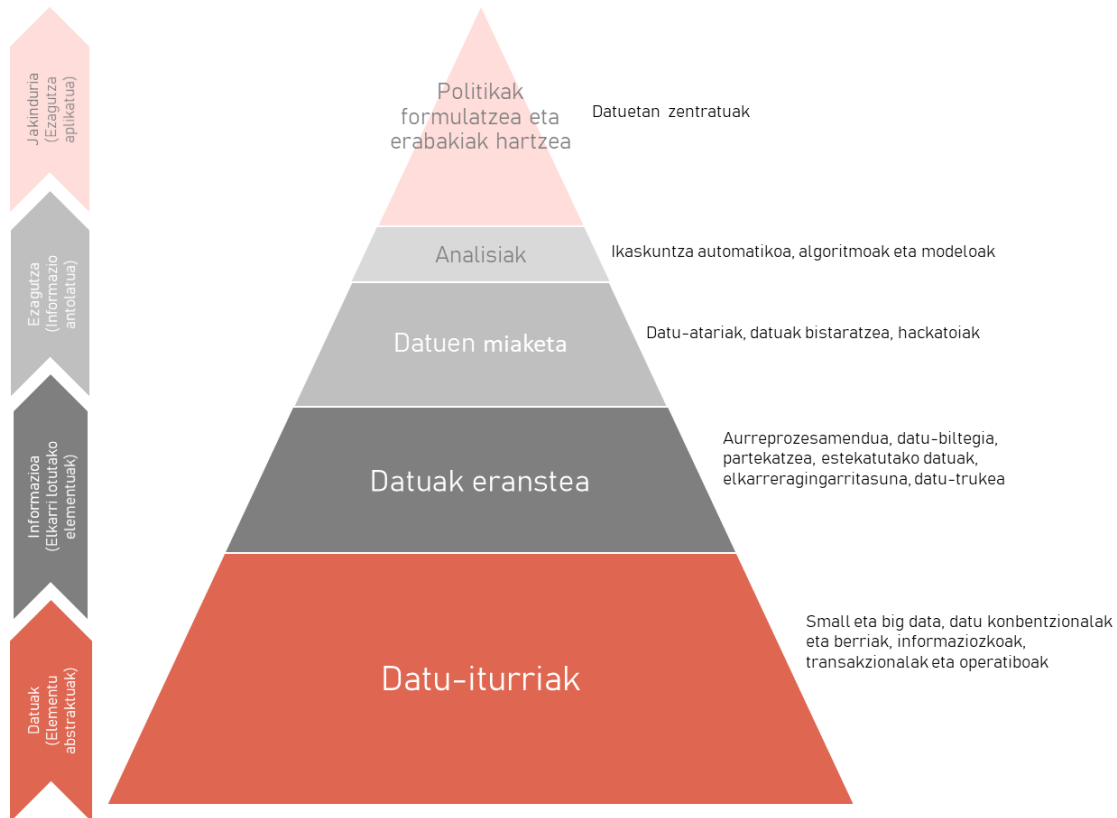 Jakinduria
(Ezagutza
aplikatua)
Politikak
formulatzea eta
erabakiak hartzea
Datuetan zentratuak
Ezagutza
(Informazio
antolatua)
Analisiak
Ikaskuntza automatikoa, algoritmoak eta modeloak
Datuen miaketa
Datu-atariak, datuak bistaratzea, hackatoiak
Informazioa
(Elkarri lotutako
elementuak)
Datuak eranstea
Aurreprozesamendua, datu-biltegia,
partekatzea, estekatutako datuak,
elkarreragingarritasuna, datu-trukea
Datuak
(Elementu
abstraktuak)
Datu-iturriak
Small eta big data, datu konbentzionalak
eta berriak, informaziozkoak,
transakzionalak eta operatiboak